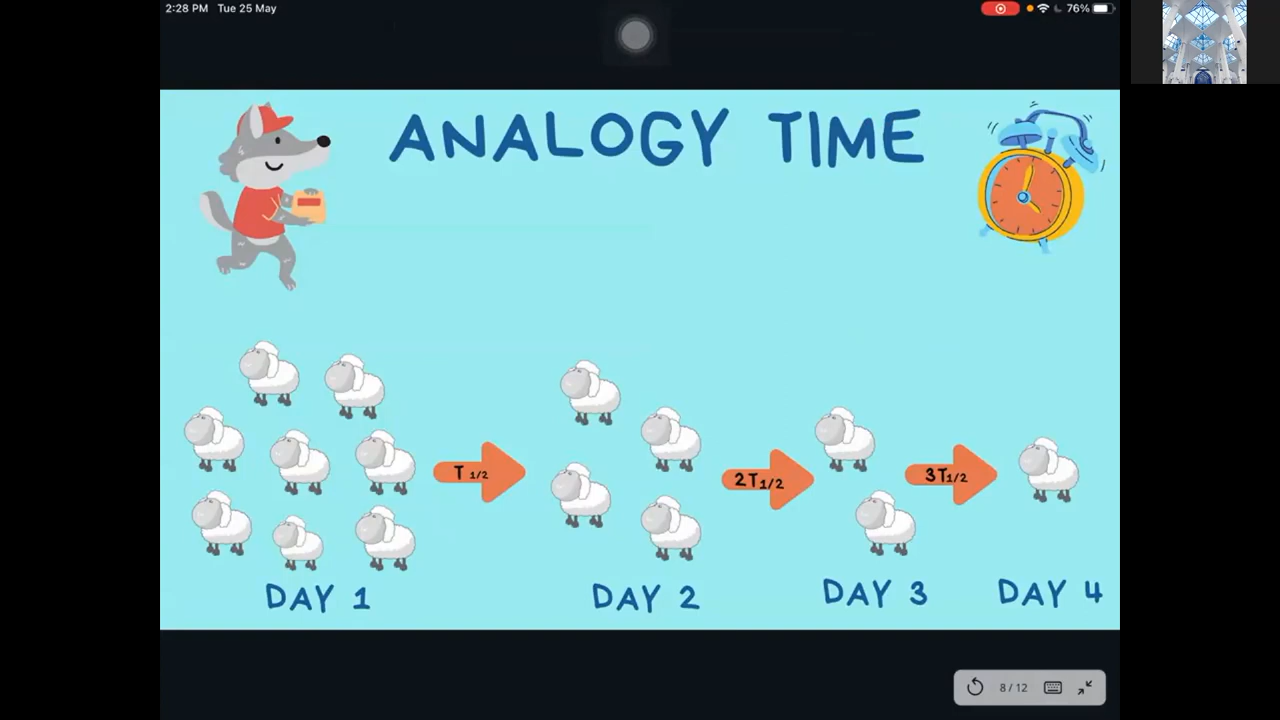 2:28 PM Tue 25 May
76%
ANALOGY TIME
T 1/2
2T1/2
3T1/2
DAY 1
DAY 2
DAY 3
DAY 4
8 / 12